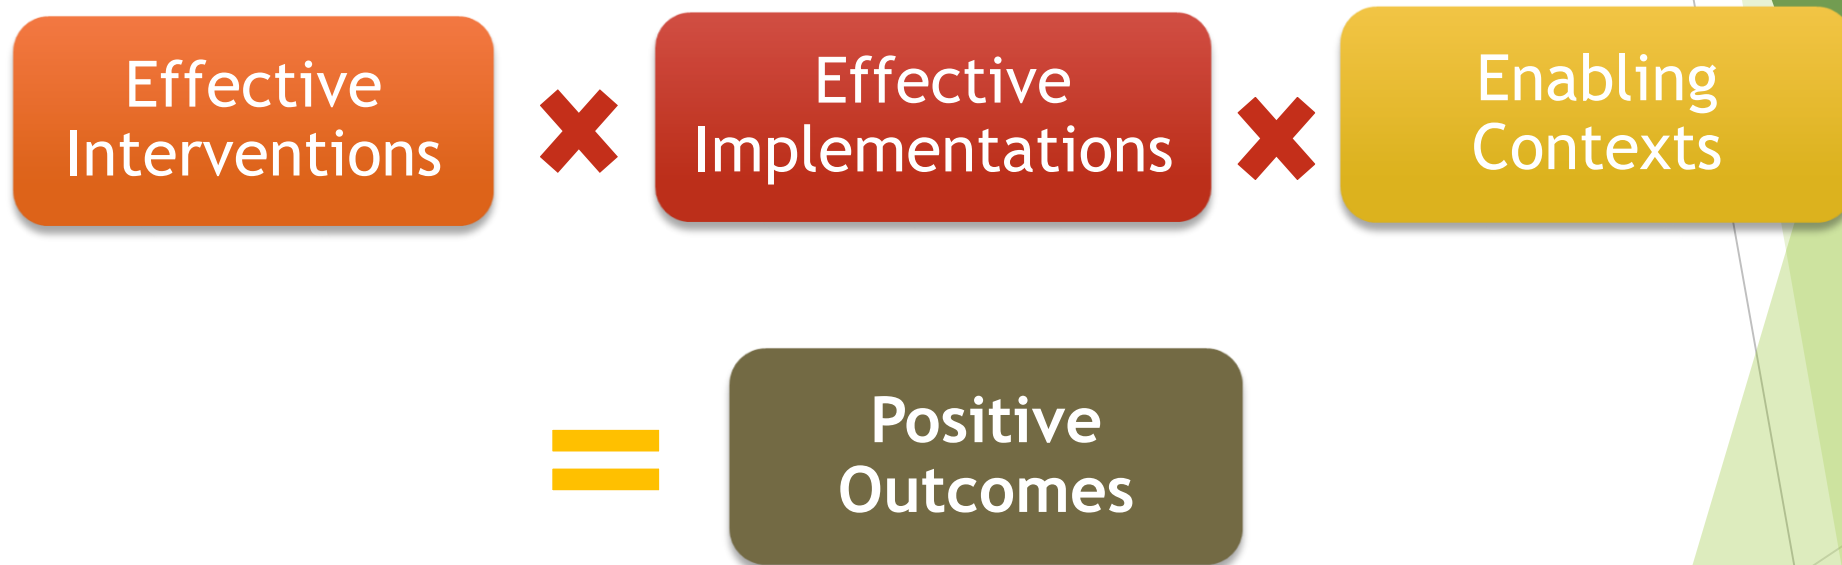 Effective
Interventions
Effective
Implementations
Enabling
Contexts
Positive
Outcomes